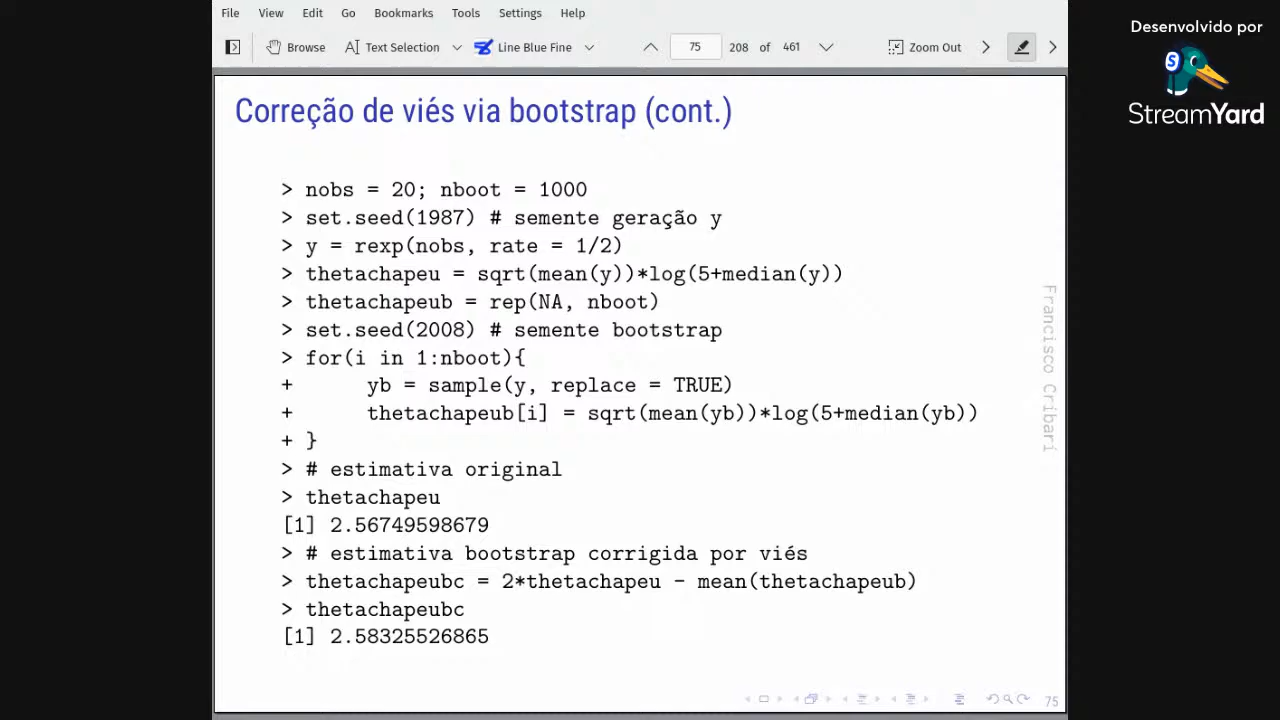 File View Edit Go Bookmarks Tools Settings Help
Browse Text Selection Line Blue Fine 75 208 of 461 Zoom Out
Desenvolvido por
S
StreamYard
Correção de viés via bootstrap (cont.)
> nobs = 20; nboot = 1000
> set.seed(1987) # semente geração y
> y = rexp(nobs, rate = 1/2)
> thetachapeu = sqrt(mean(y))*log(5+median(y))
> thetachapeub = rep(NA, nboot)
> set.seed(2008) # semente bootstrap
> for(i in 1:nboot){
+ yb = sample(y, replace = TRUE)
+ thetachapeub[i] = sqrt(mean(yb))*log(5+median(yb))
+ }
> # estimativa original
> thetachapeu
[1] 2.56749598679
> # estimativa bootstrap corrigida por viés
> thetachapeubc = 2*thetachapeu - mean(thetachapeub)
> thetachapeubc
[1] 2.58325526865
Francisco Cribari
75